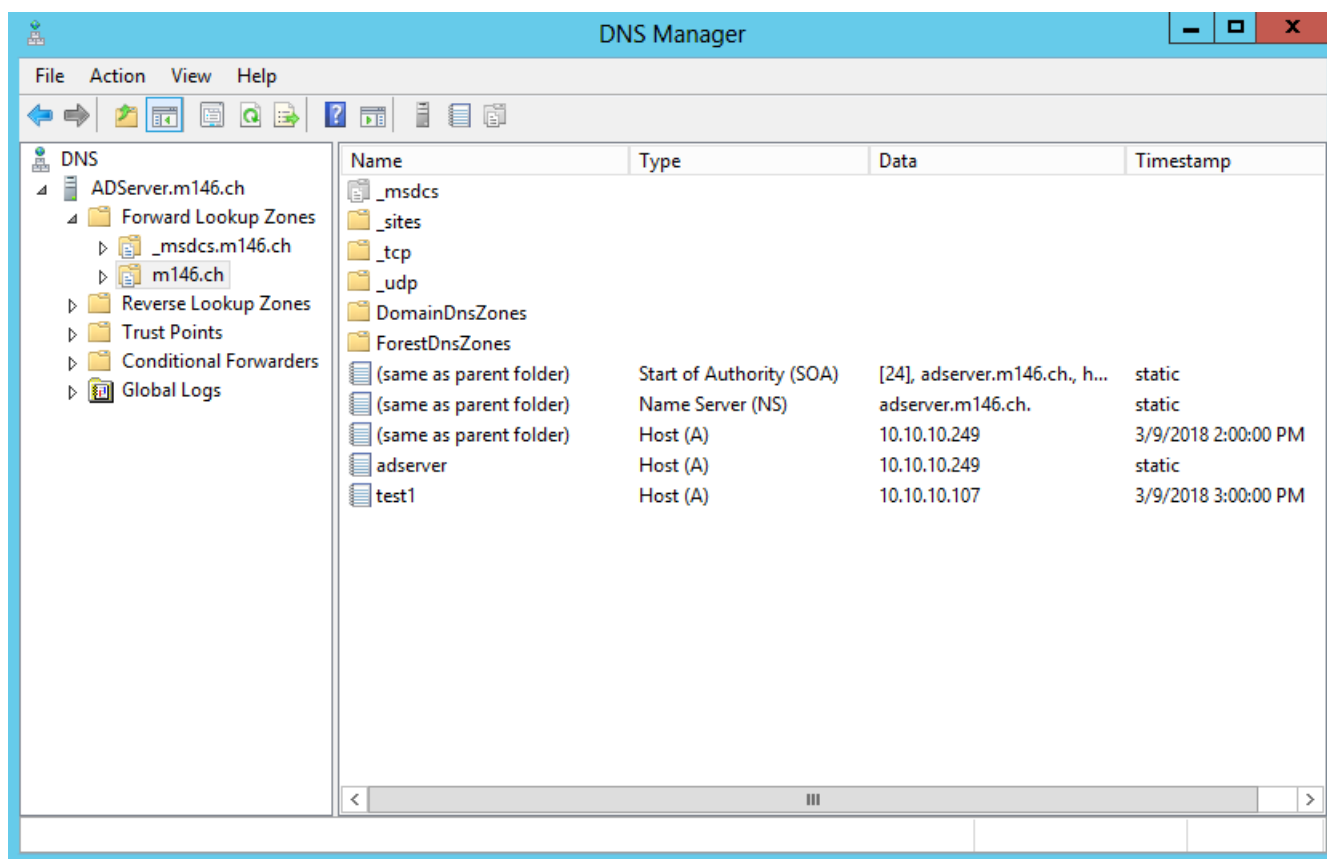 DNS Manager
File Action View Help
DNS
ADServer.m146.ch
Forward Lookup Zones
_msdcs.m146.ch
m146.ch
Reverse Lookup Zones
Trust Points
Conditional Forwarders
Global Logs
Name Type Data Timestamp
_msdcs
_sites
_tcp
_udp
DomainDnsZones
ForestDnsZones
(same as parent folder) Start of Authority (SOA) [24], adserver.m146.ch., h... static
(same as parent folder) Name Server (NS) adserver.m146.ch. static
(same as parent folder) Host (A) 10.10.10.249 3/9/2018 2:00:00 PM
adserver Host (A) 10.10.10.249 static
test1 Host (A) 10.10.10.107 3/9/2018 3:00:00 PM